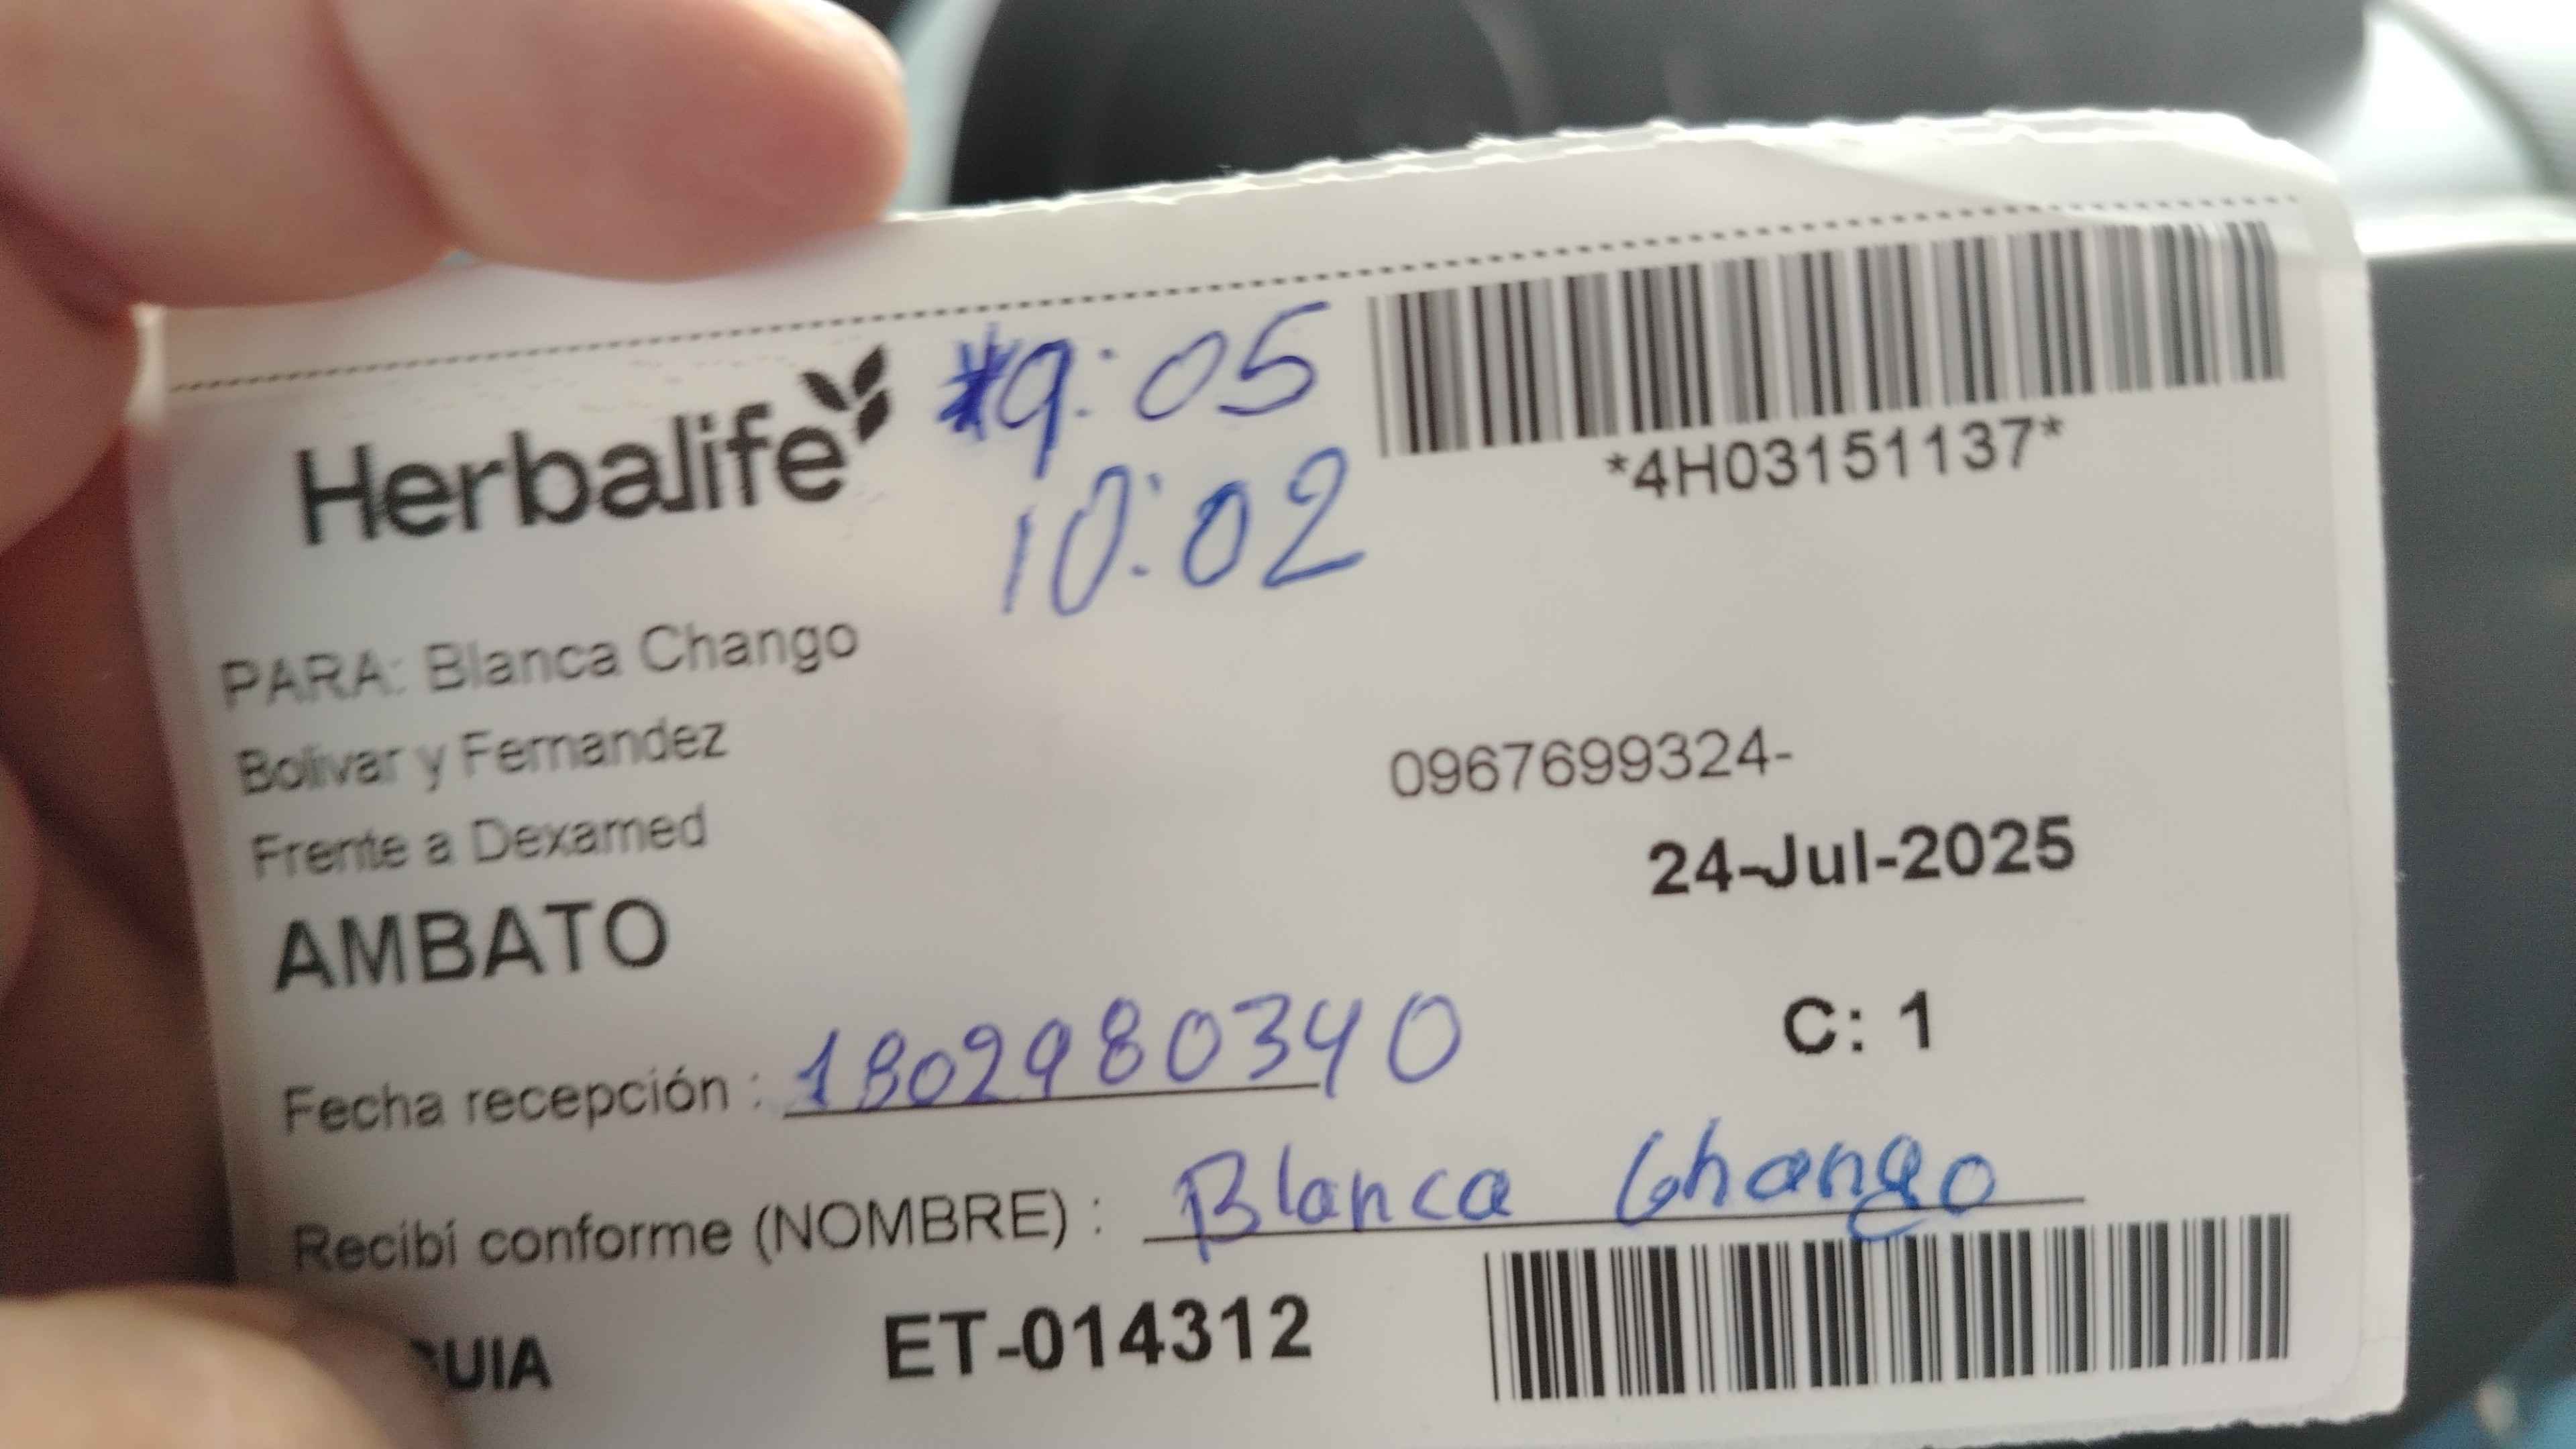 Herbalife
*9:05
10:02
*4H03151137*
PARA: Blanca Chango
Bolivar y Fernandez
0967699324-
Frente a Dexamed
24-Jul-2025
AMBATO
C: 1
Fecha recepción : 1802980340
Recibí conforme (NOMBRE) : Blanca Chango
ET-014312